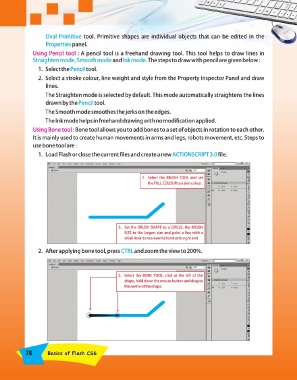 Oval Primitive tool. Primitive shapes are individual objects that can be edited in the
Properties panel.
Using Pencil tool : A pencil tool is a freehand drawing tool. This tool helps to draw lines in
Straighten mode, Smooth mode and Ink mode. The steps to draw with pencil are given below :
1. Select the Pencil tool.
2. Select a stroke colour, line weight and style from the Property Inspector Panel and draw
lines.
The Straighten mode is selected by default. This mode automatically straightens the lines
drawn by the Pencil tool.
The Smooth mode smoothes the jerks on the edges.
The Ink mode helps in freehand drawing with no modification applied.
Using Bone tool : Bone tool allows you to add bones to a set of objects in rotation to each other.
It is mainly used to create human movements in arms and legs, robots movement, etc. Steps to
use bone tool are :
1. Load Flash or close the current files and create a new ACTIONSCRIPT 3.0 file.
2. Select the BRUSH TOOL and set
the FILL COLOUR to a blue colour.
3. Set the BRUSH SHAPE to a CIRCLE, the BRUSH
SIZE to the largest size and paint a line with a
small bend to represent a hand as to right end
2. After applying bone tool, press CTRL and zoom the view to 200%.
2. Select the BONE TOOL, click at the left of the
shape, hold down the mouse button and drag to
the centre of the shape.
78 Basics of Flash CS6